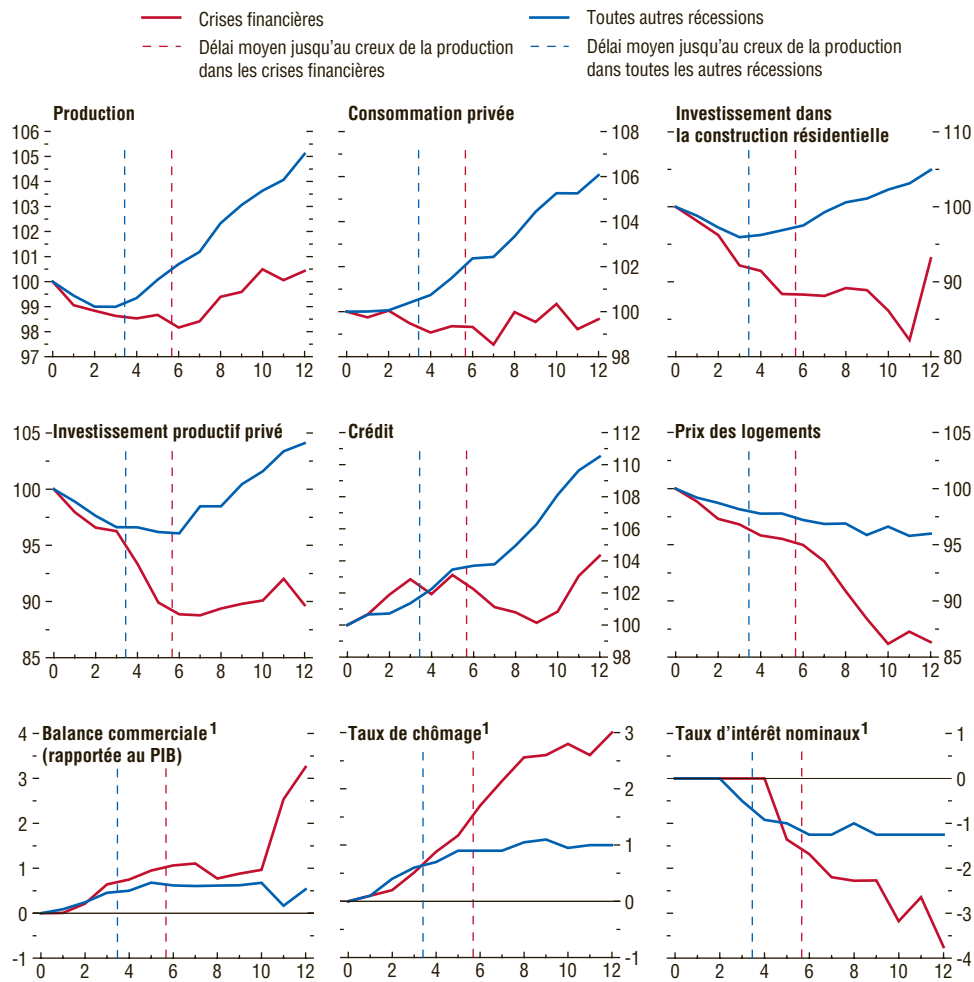 Crises financières
Toutes autres récessions
Délai moyen jusqu'au creux de la production
dans les crises financières
Délai moyen jusqu'au creux de la production
dans toutes les autres récessions
Production
106
105
104
103
102
101
100
99
98
97
0 2 4 6 8 10 12
Consommation privée
108
106
104
102
100
98
0 2 4 6 8 10 12
Investissement dans
la construction résidentielle
110
100
90
80
0 2 4 6 8 10 12
Investissement productif privé
105
100
95
90
85
0 2 4 6 8 10 12
Crédit
112
110
108
106
104
102
100
98
0 2 4 6 8 10 12
Prix des logements
105
100
95
90
85
0 2 4 6 8 10 12
Balance commerciale1
(rapportée au PIB)
4
3
2
1
0
-1
0 2 4 6 8 10 12
Taux de chômage1
3
2
1
0
-1
0 2 4 6 8 10 12
Taux d'intérêt nominaux1
1
0
-1
-2
-3
-4
0 2 4 6 8 10 12